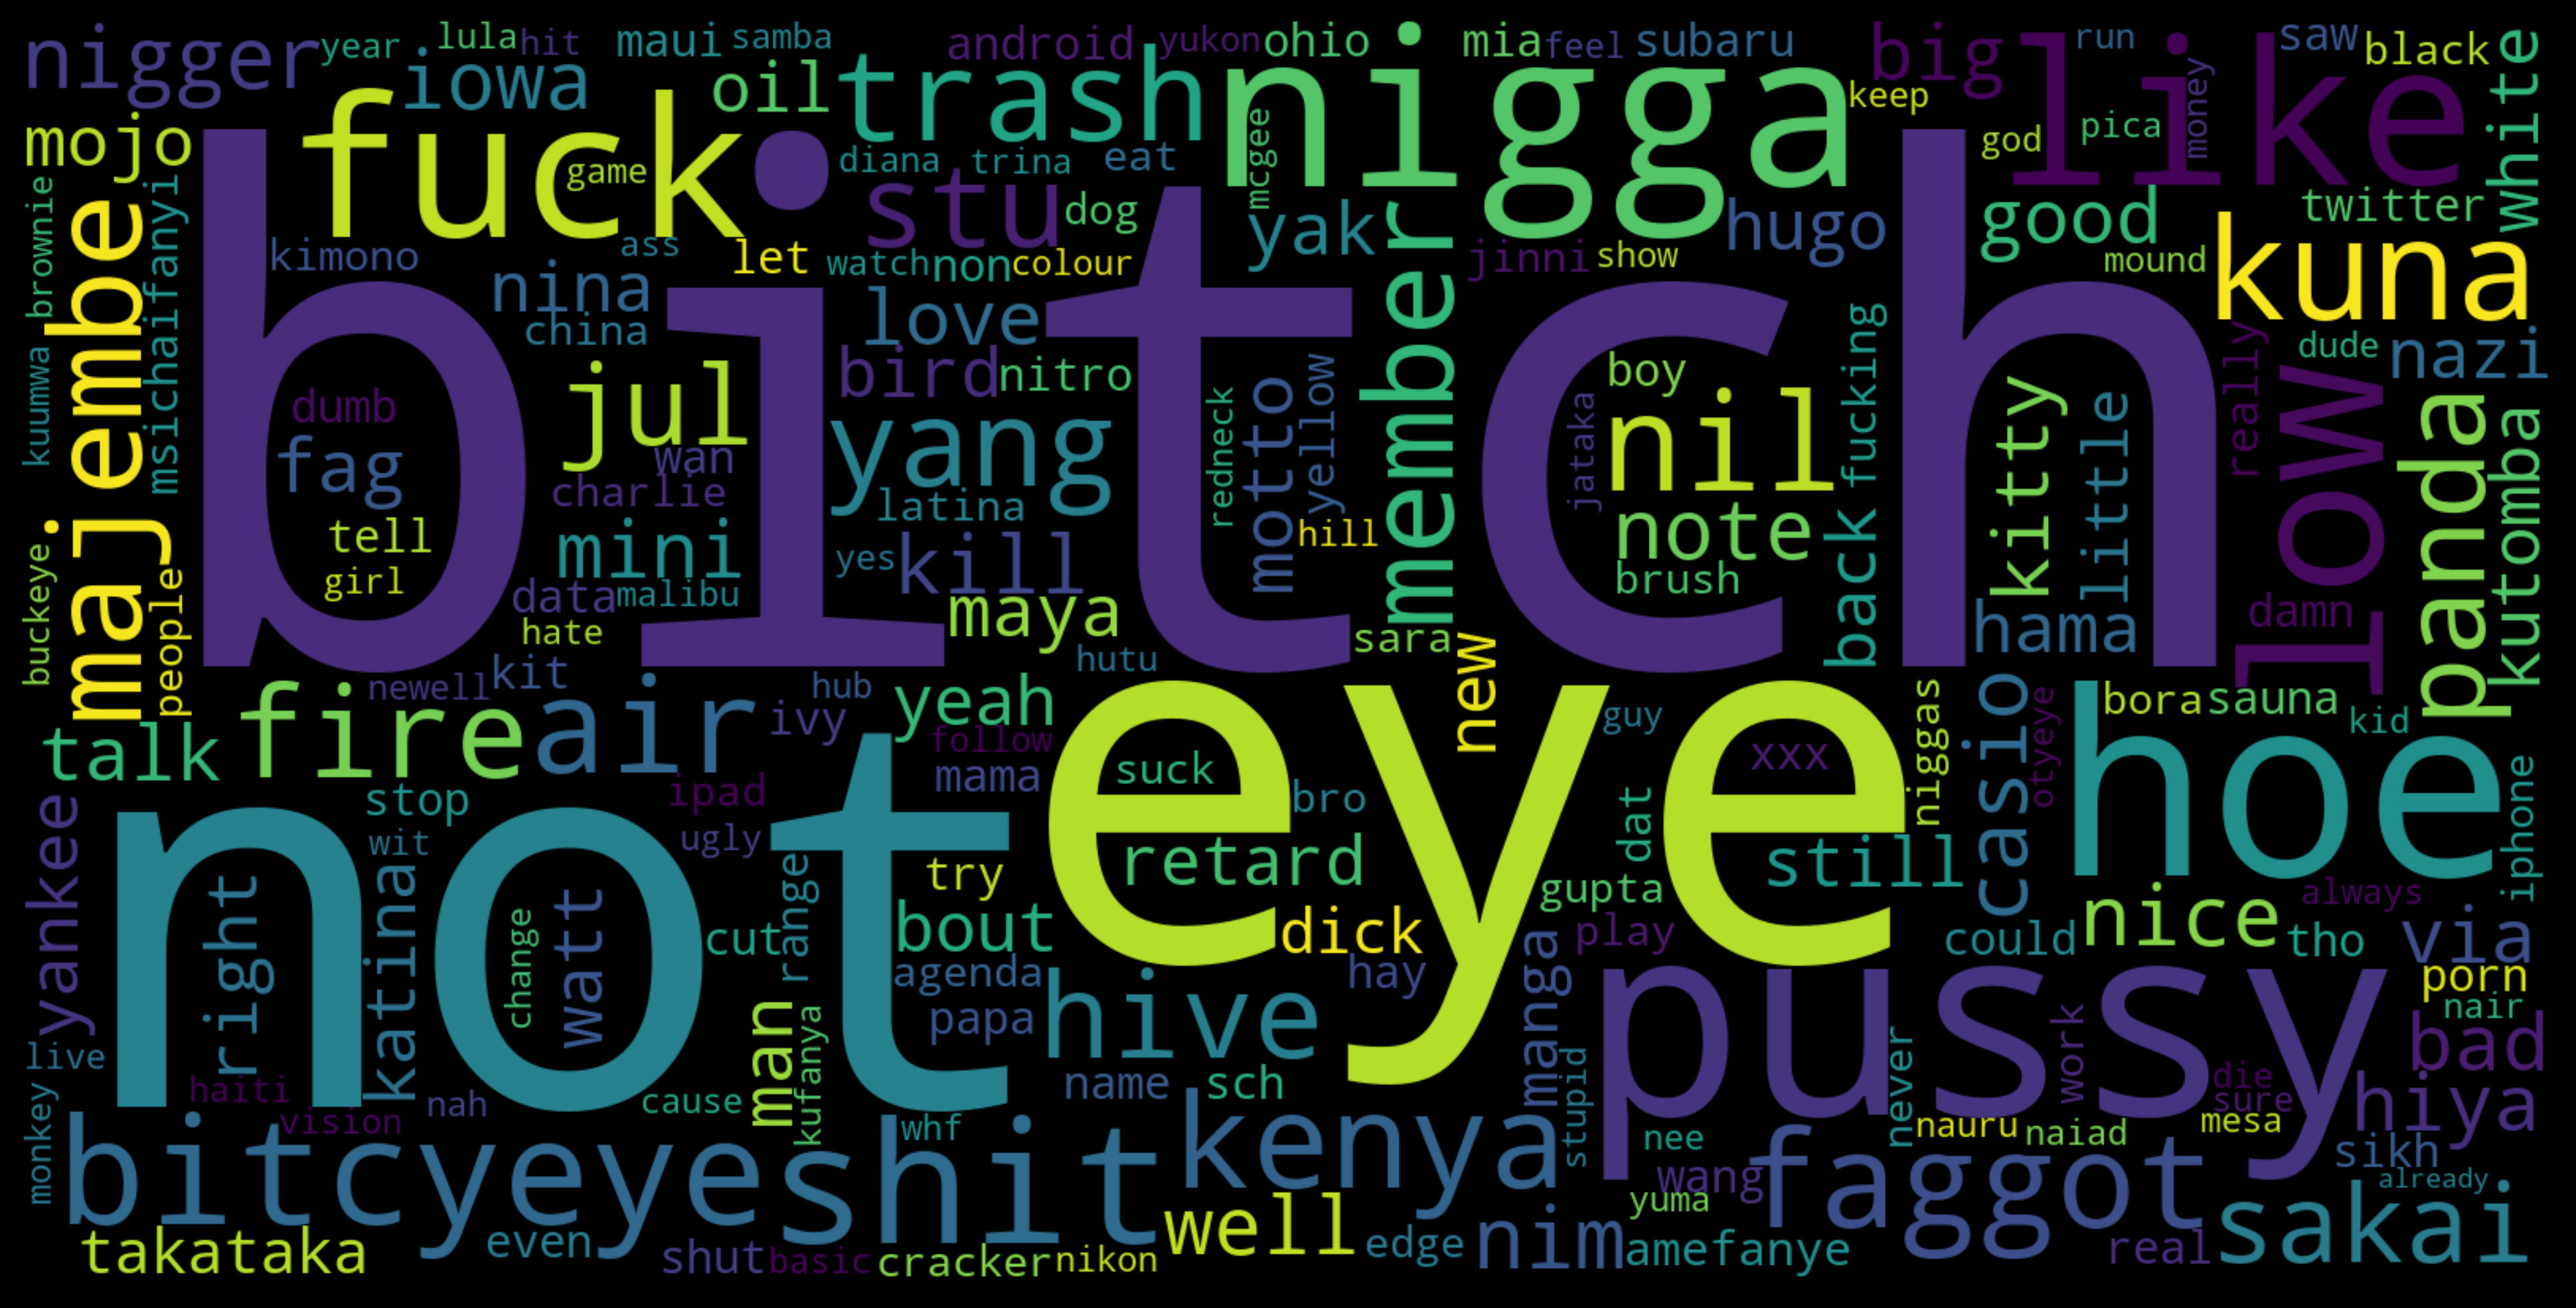 nigger
year
lula
hit
maui
samba
android
yukon
ohio
mia
feel
subaru
big
like
run
saw
black
white
iowa
oil
trash
nigga
keep
money
mojo
fuck
game
diana
trina
eat
mcgee
god
pica
brownie
msichaifanyi
majembe
stu
dog
yak
member
hugo
good
twitter
kimono
ass
let
watch
non
colour
jinni
show
mound
kuna
bitch
nina
china
love
kuumwa
bird
nitro
yellow
boy
fucking
really
dude
nazi
dumb
jul
redneck
motto
jataka
nil
kitty
little
low
panda
kutomba
fag
wan
charlie
yang
latina
tell
girl
mini
yes
kill
hill
note
back
brush
buckeye
people
data
malibu
hate
maya
sara
hama
damn
newell
kit
hub
hutu
new
talk
fire
air
ivy
yeah
follow
mama
eye
suck
bro
guy
xxx
niggas
casio
otyeye
hoe
bora
sauna
kid
iphone
yankee
stop
ipad
wit
ugly
not
right
katina
change
watt
cut
range
try
retard
dat
gupta
still
bout
dick
play
could
nice
always
tho
via
agenda
hay
manga
pussy
porn
nair
live
man
kufanya
papa
hive
never
work
bad
monkey
haiti
vision
nah
cause
name
sch
stupid
die
sure
hiya
bitcyeye
shit
whf
kenya
nee
nauru
naiad
mesa
sikh
wang
faggot
already
takataka
even
shut
basic
cracker
nikon
well
edge
nim
yuma
amefanye
real
sakai